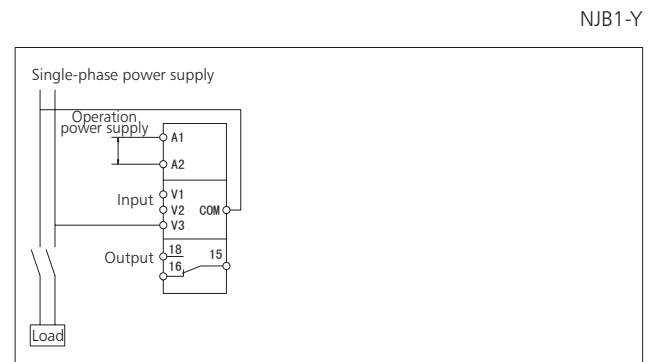 NJB1-Y
Single-phase power supply
Operation
power supply
A1
A2
Input
V1
V2
COM
V3
Output
18
15
16
Load